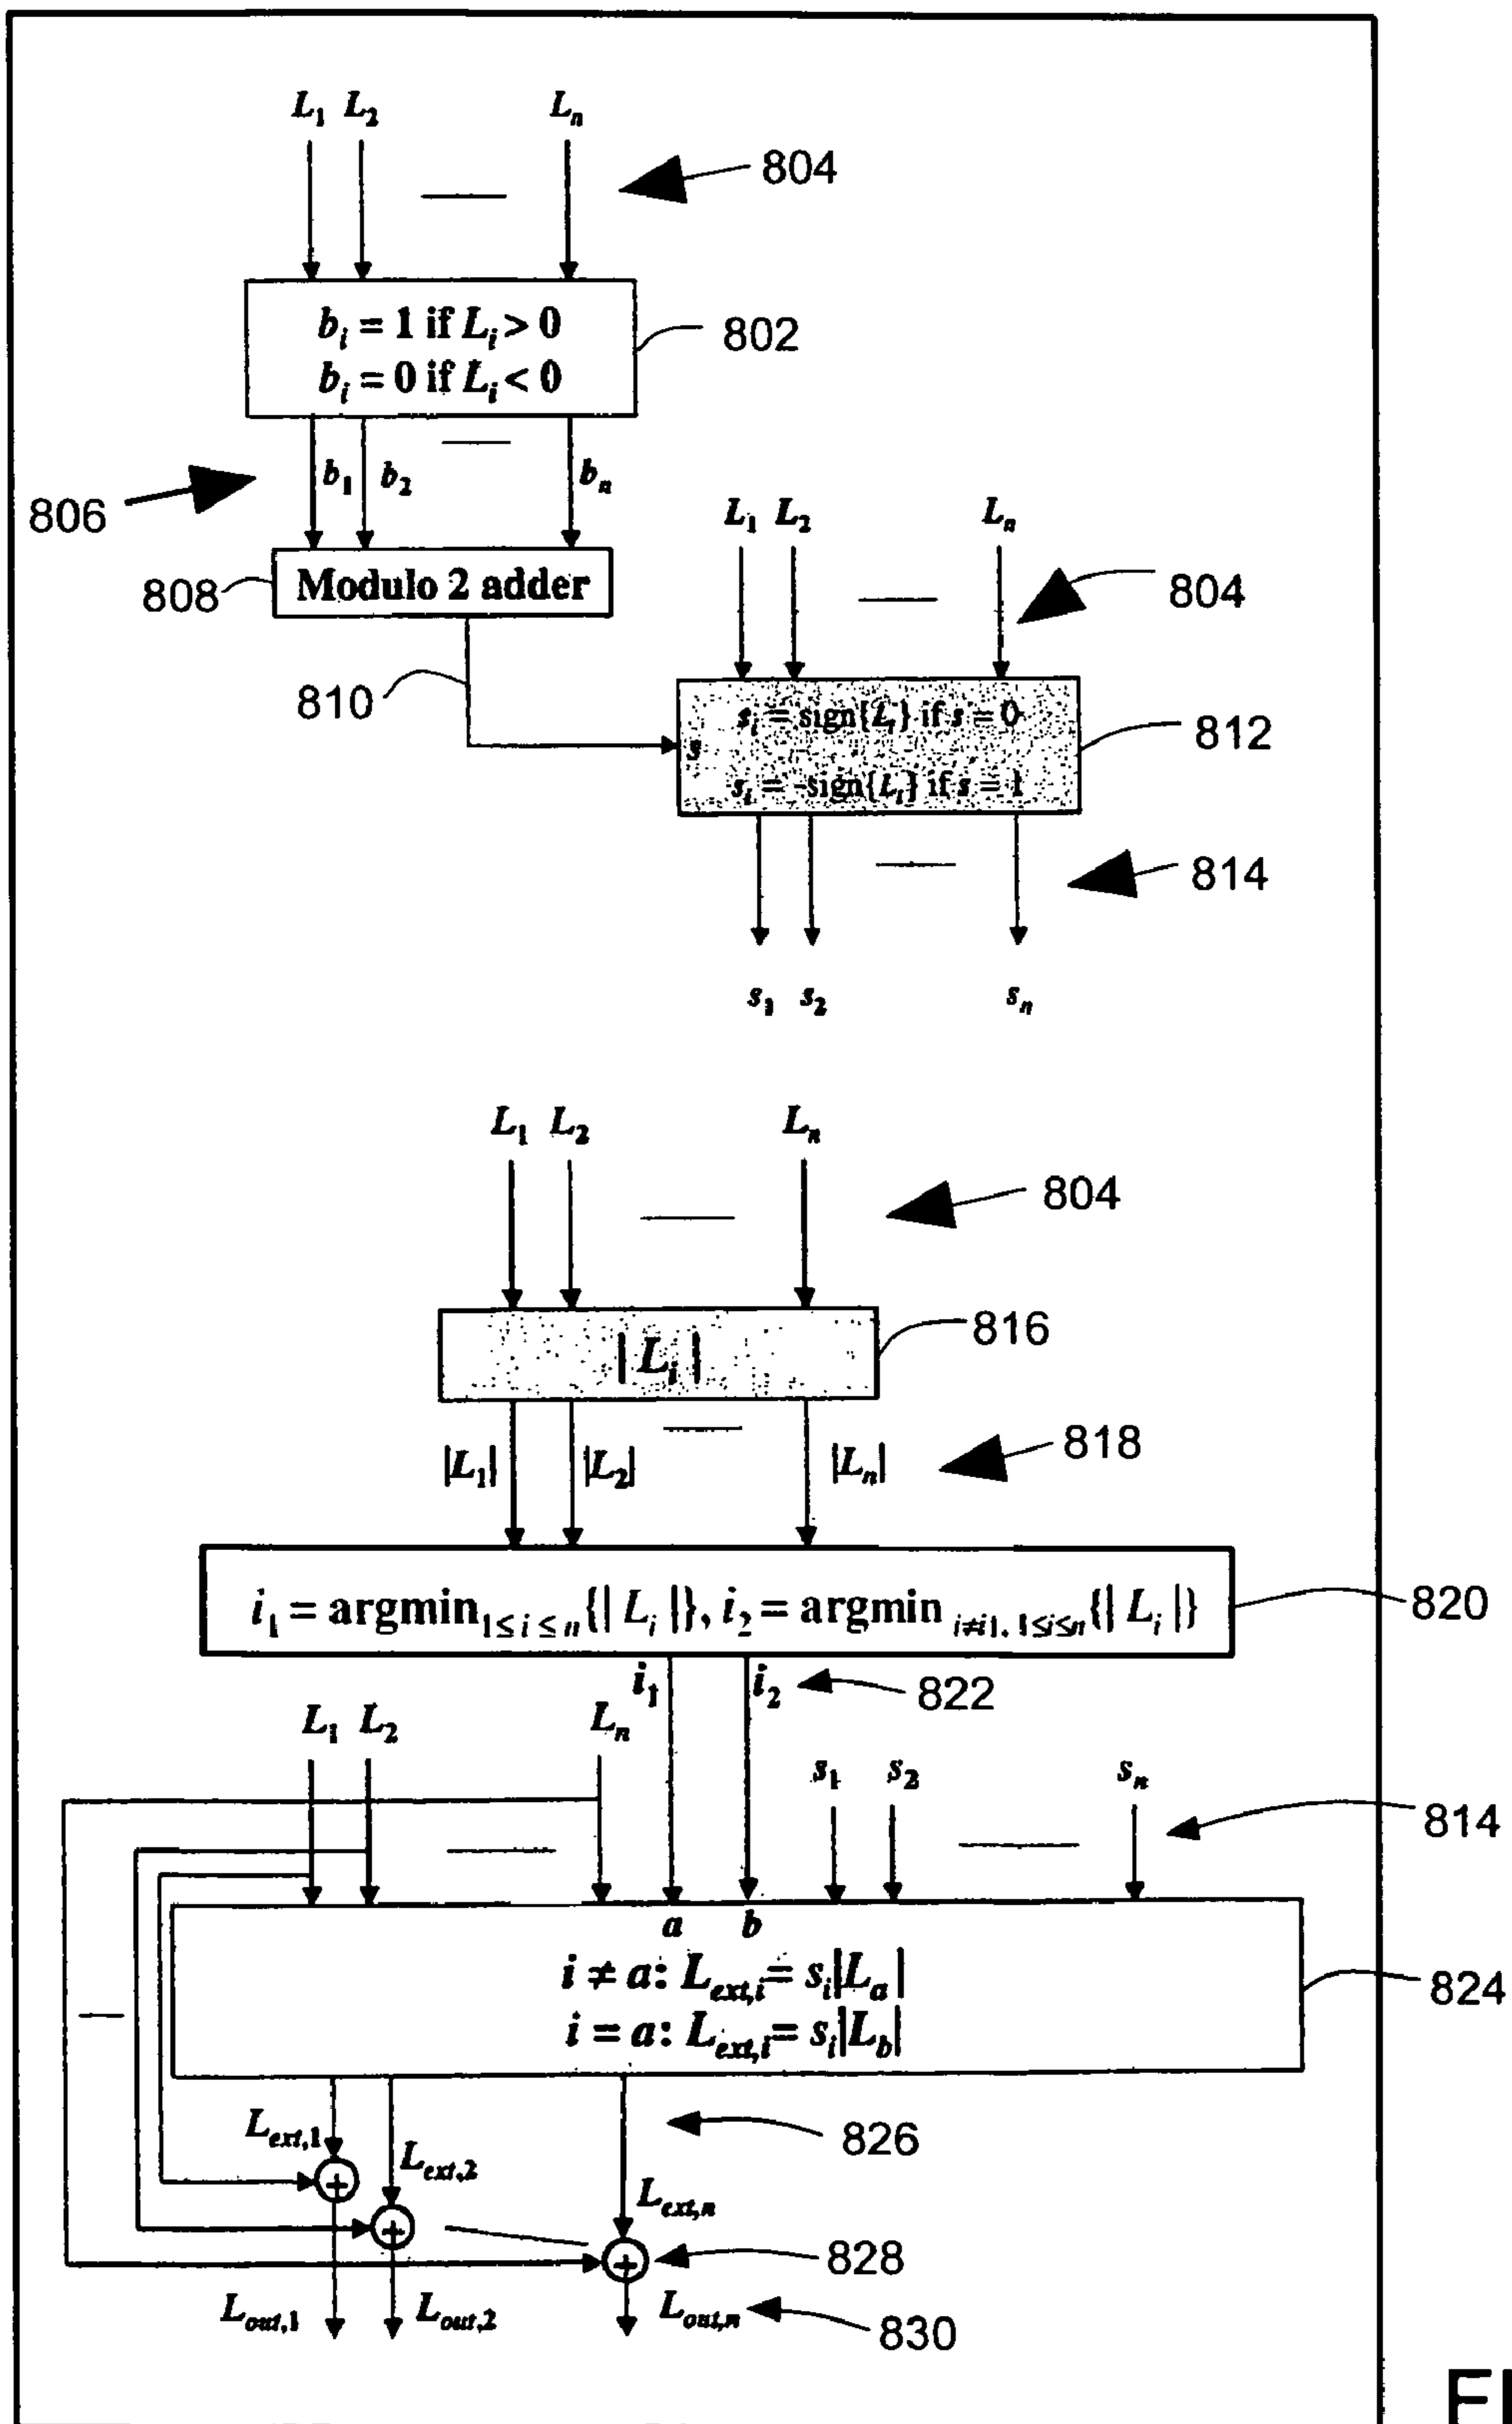 L₁ L₂ Lₙ
804
bᵢ = 1 if Lᵢ > 0
bᵢ = 0 if Lᵢ < 0
802
b₁ b₂ bₙ
806
L₁ L₂ Lₙ
808
Modulo 2 adder
804
810
s
sᵢ = sign{Lᵢ} if s = 0
sᵢ = -sign{Lᵢ} if s = 1
812
814
s₁ s₂ sₙ
L₁ L₂ Lₙ
804
| Lᵢ |
816
|L₁| |L₂| |Lₙ|
818
i₁ = argmin₁≤ᵢ≤ₙ{| Lᵢ |}, i₂ = argmin ᵢ≠ᵢ₁, ₁≤ᵢ≤ₙ{| Lᵢ |}
820
i₁ i₂
822
L₁ L₂ Lₙ
s₁ s₂ sₙ
814
a b
i ≠ a: Lext,i = sᵢ|Lₐ|
i = a: Lext,i = sᵢ|L_b|
824
826
Lext,1
+
Lext,2
+
Lext,n
+
828
Lout,1 Lout,2 Lout,n
830